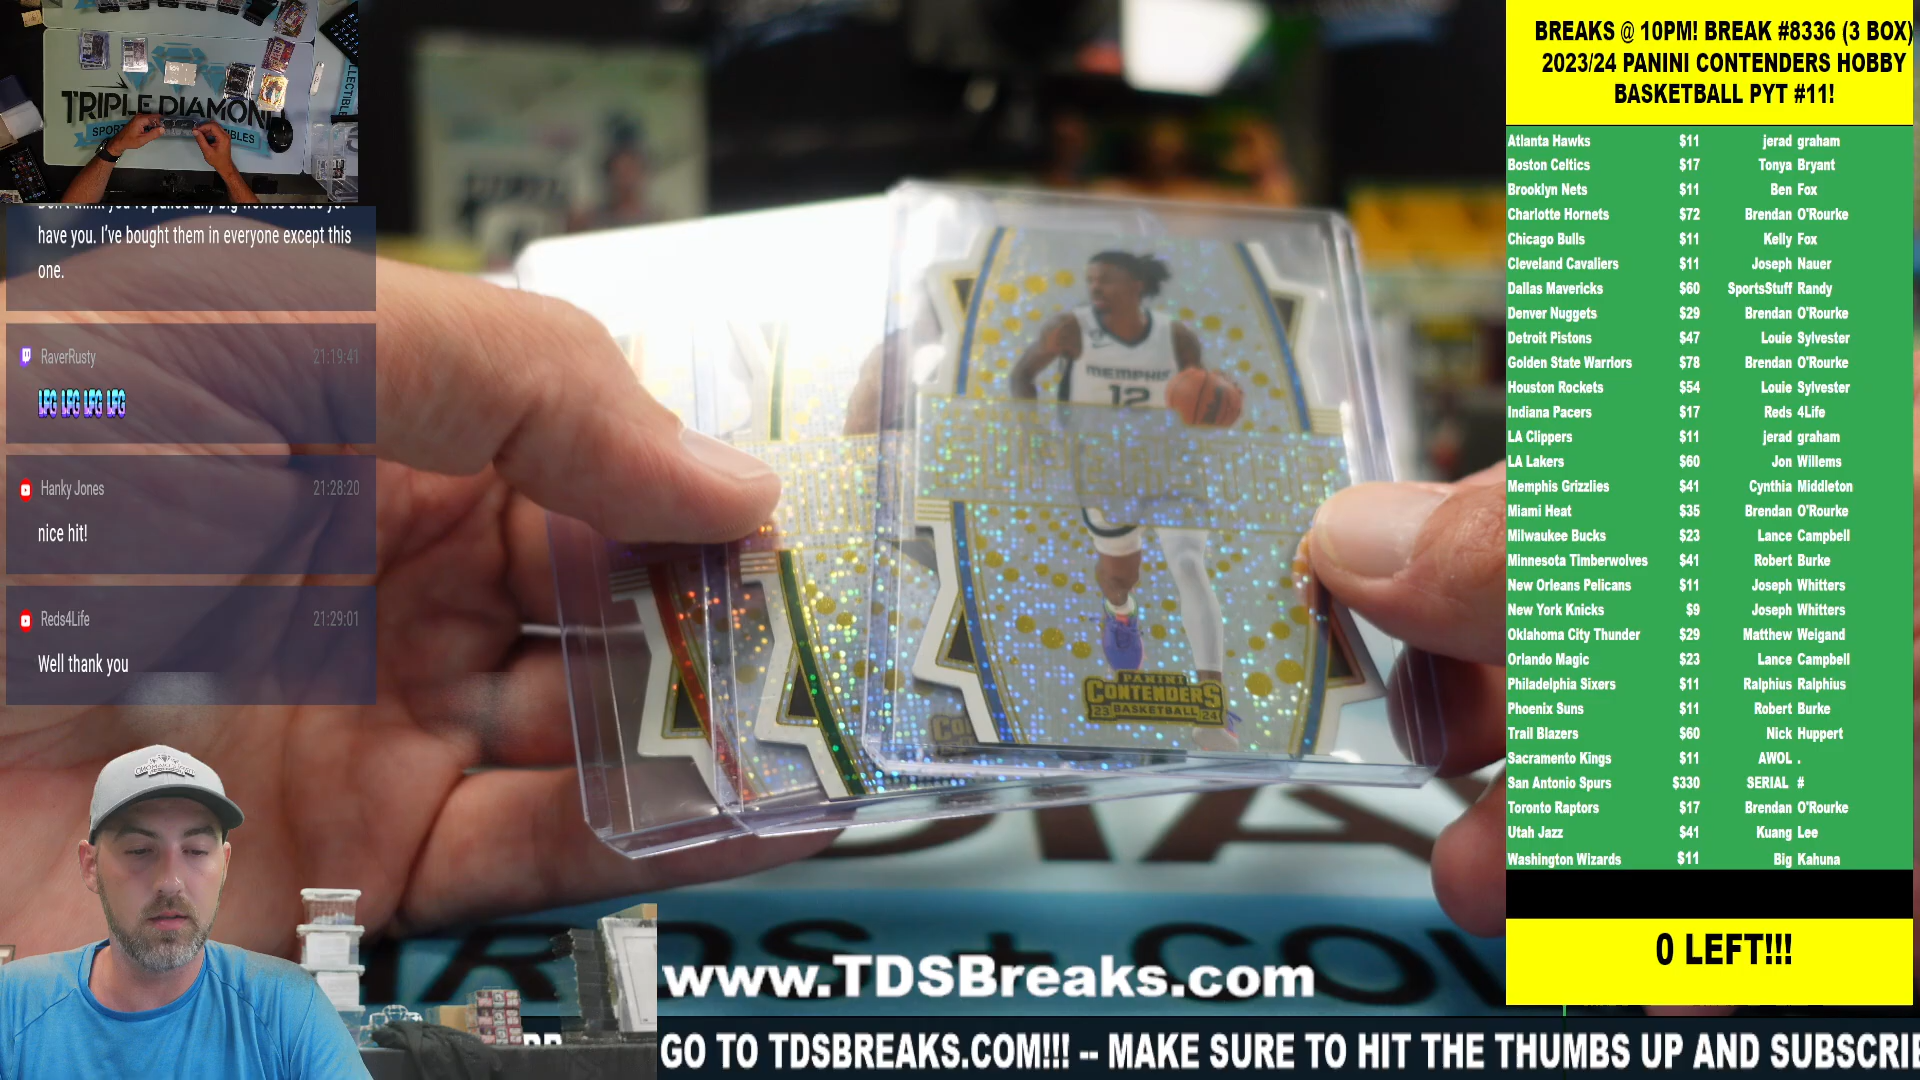 TRIPLE DIAMOND
have you. I've bought them in everyone except this
one.
RaverRusty 21:19:41
LFG LFG LFG LFG
Hanky Jones 21:28:20
nice hit!
Reds4Life 21:29:01
Well thank you
MEMPHIS
12
SUPERSTAR
PANINI
CONTENDERS
23 BASKETBALL 24
www.TDSBreaks.com
GO TO TDSBREAKS.COM!!! -- MAKE SURE TO HIT THE THUMBS UP AND SUBSCRIE
BREAKS @ 10PM! BREAK #8336 (3 BOX)
2023/24 PANINI CONTENDERS HOBBY
BASKETBALL PYT #11!
Atlanta Hawks $11 jerad graham
Boston Celtics $17 Tonya Bryant
Brooklyn Nets $11 Ben Fox
Charlotte Hornets $72 Brendan O'Rourke
Chicago Bulls $11 Kelly Fox
Cleveland Cavaliers $11 Joseph Nauer
Dallas Mavericks $60 SportsStuff Randy
Denver Nuggets $29 Brendan O'Rourke
Detroit Pistons $47 Louie Sylvester
Golden State Warriors $78 Brendan O'Rourke
Houston Rockets $54 Louie Sylvester
Indiana Pacers $17 Reds 4Life
LA Clippers $11 jerad graham
LA Lakers $60 Jon Willems
Memphis Grizzlies $41 Cynthia Middleton
Miami Heat $35 Brendan O'Rourke
Milwaukee Bucks $23 Lance Campbell
Minnesota Timberwolves $41 Robert Burke
New Orleans Pelicans $11 Joseph Whitters
New York Knicks $9 Joseph Whitters
Oklahoma City Thunder $29 Matthew Weigand
Orlando Magic $23 Lance Campbell
Philadelphia Sixers $11 Ralphius Ralphius
Phoenix Suns $11 Robert Burke
Trail Blazers $60 Nick Huppert
Sacramento Kings $11 AWOL .
San Antonio Spurs $330 SERIAL #
Toronto Raptors $17 Brendan O'Rourke
Utah Jazz $41 Kuang Lee
Washington Wizards $11 Big Kahuna
0 LEFT!!!